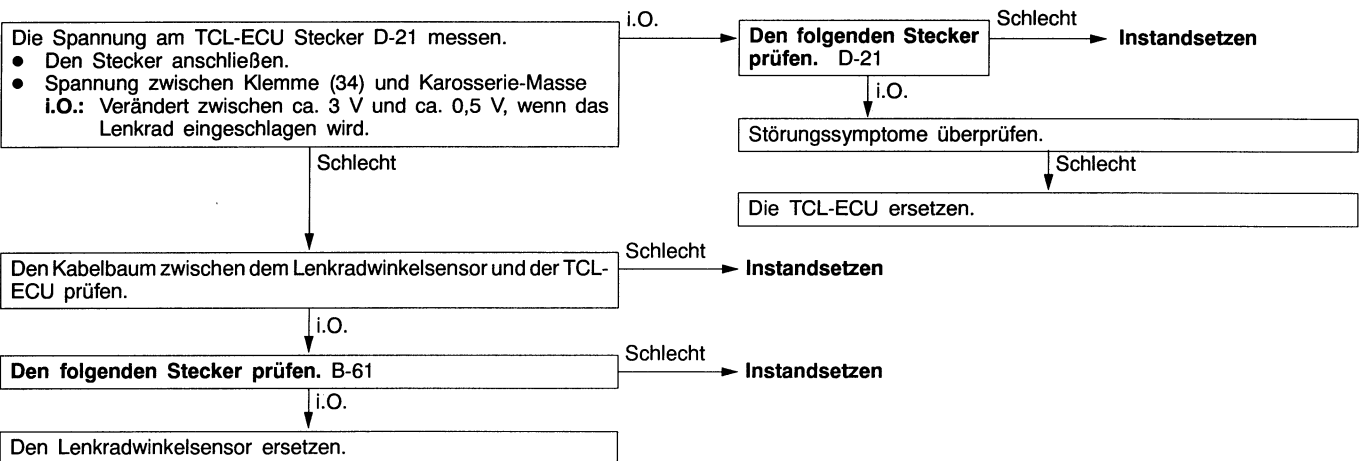 Die Spannung am TCL-ECU Stecker D-21 messen.
● Den Stecker anschließen.
● Spannung zwischen Klemme (34) und Karosserie-Masse
i.O.: Verändert zwischen ca. 3 V und ca. 0,5 V, wenn das
Lenkrad eingeschlagen wird.
i.O.
Den folgenden Stecker
prüfen. D-21
Schlecht
Instandsetzen
i.O.
Störungssymptome überprüfen.
Schlecht
Die TCL-ECU ersetzen.
Schlecht
Den Kabelbaum zwischen dem Lenkradwinkelsensor und der TCL-
ECU prüfen.
Schlecht
Instandsetzen
i.O.
Den folgenden Stecker prüfen. B-61
Schlecht
Instandsetzen
i.O.
Den Lenkradwinkelsensor ersetzen.